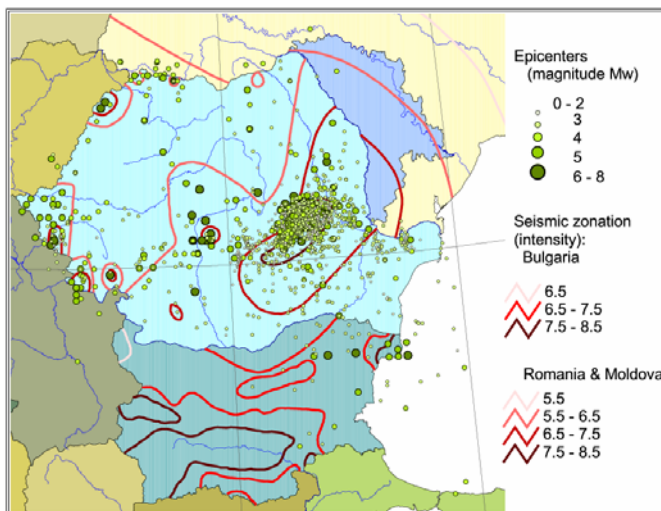 Epicenters
(magnitude Mw)
0 - 2
3
4
5
6 - 8
Seismic zonation
(intensity):
Bulgaria
6.5
6.5 - 7.5
7.5 - 8.5
Romania & Moldova
5.5
5.5 - 6.5
6.5 - 7.5
7.5 - 8.5